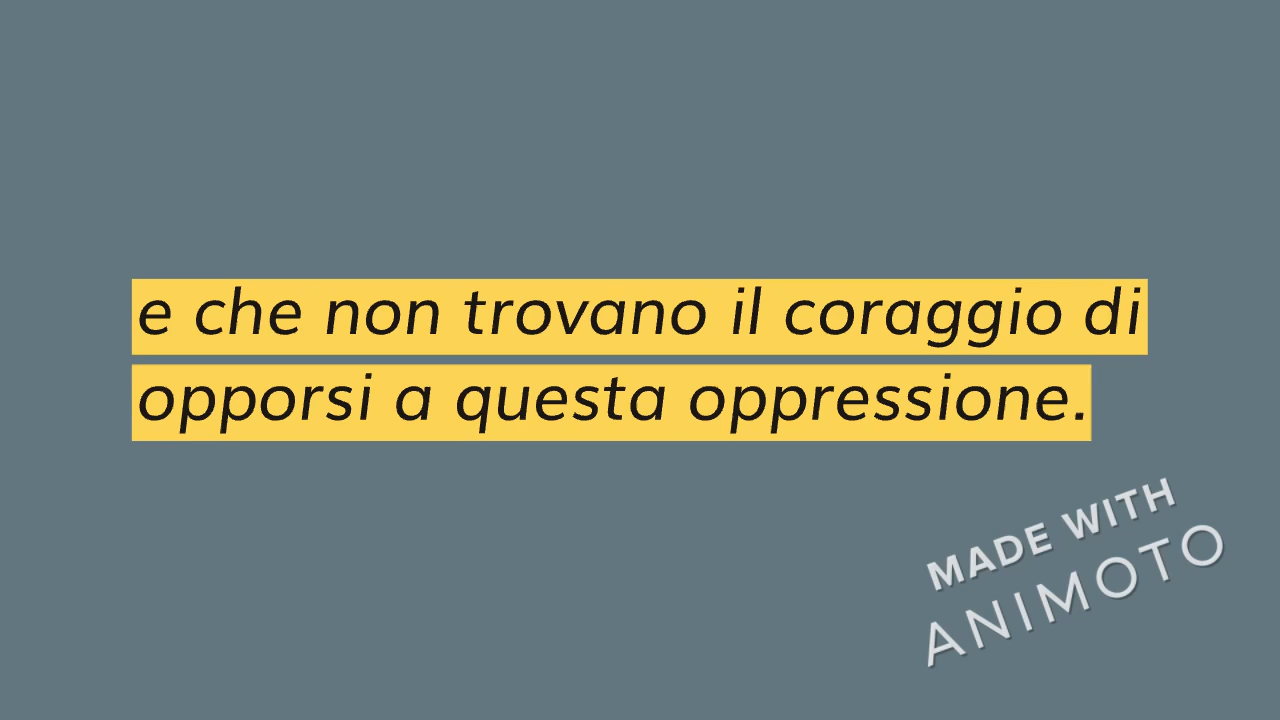 e che non trovano il coraggio di
opporsi a questa oppressione.
MADE WITH
ANIMOTO